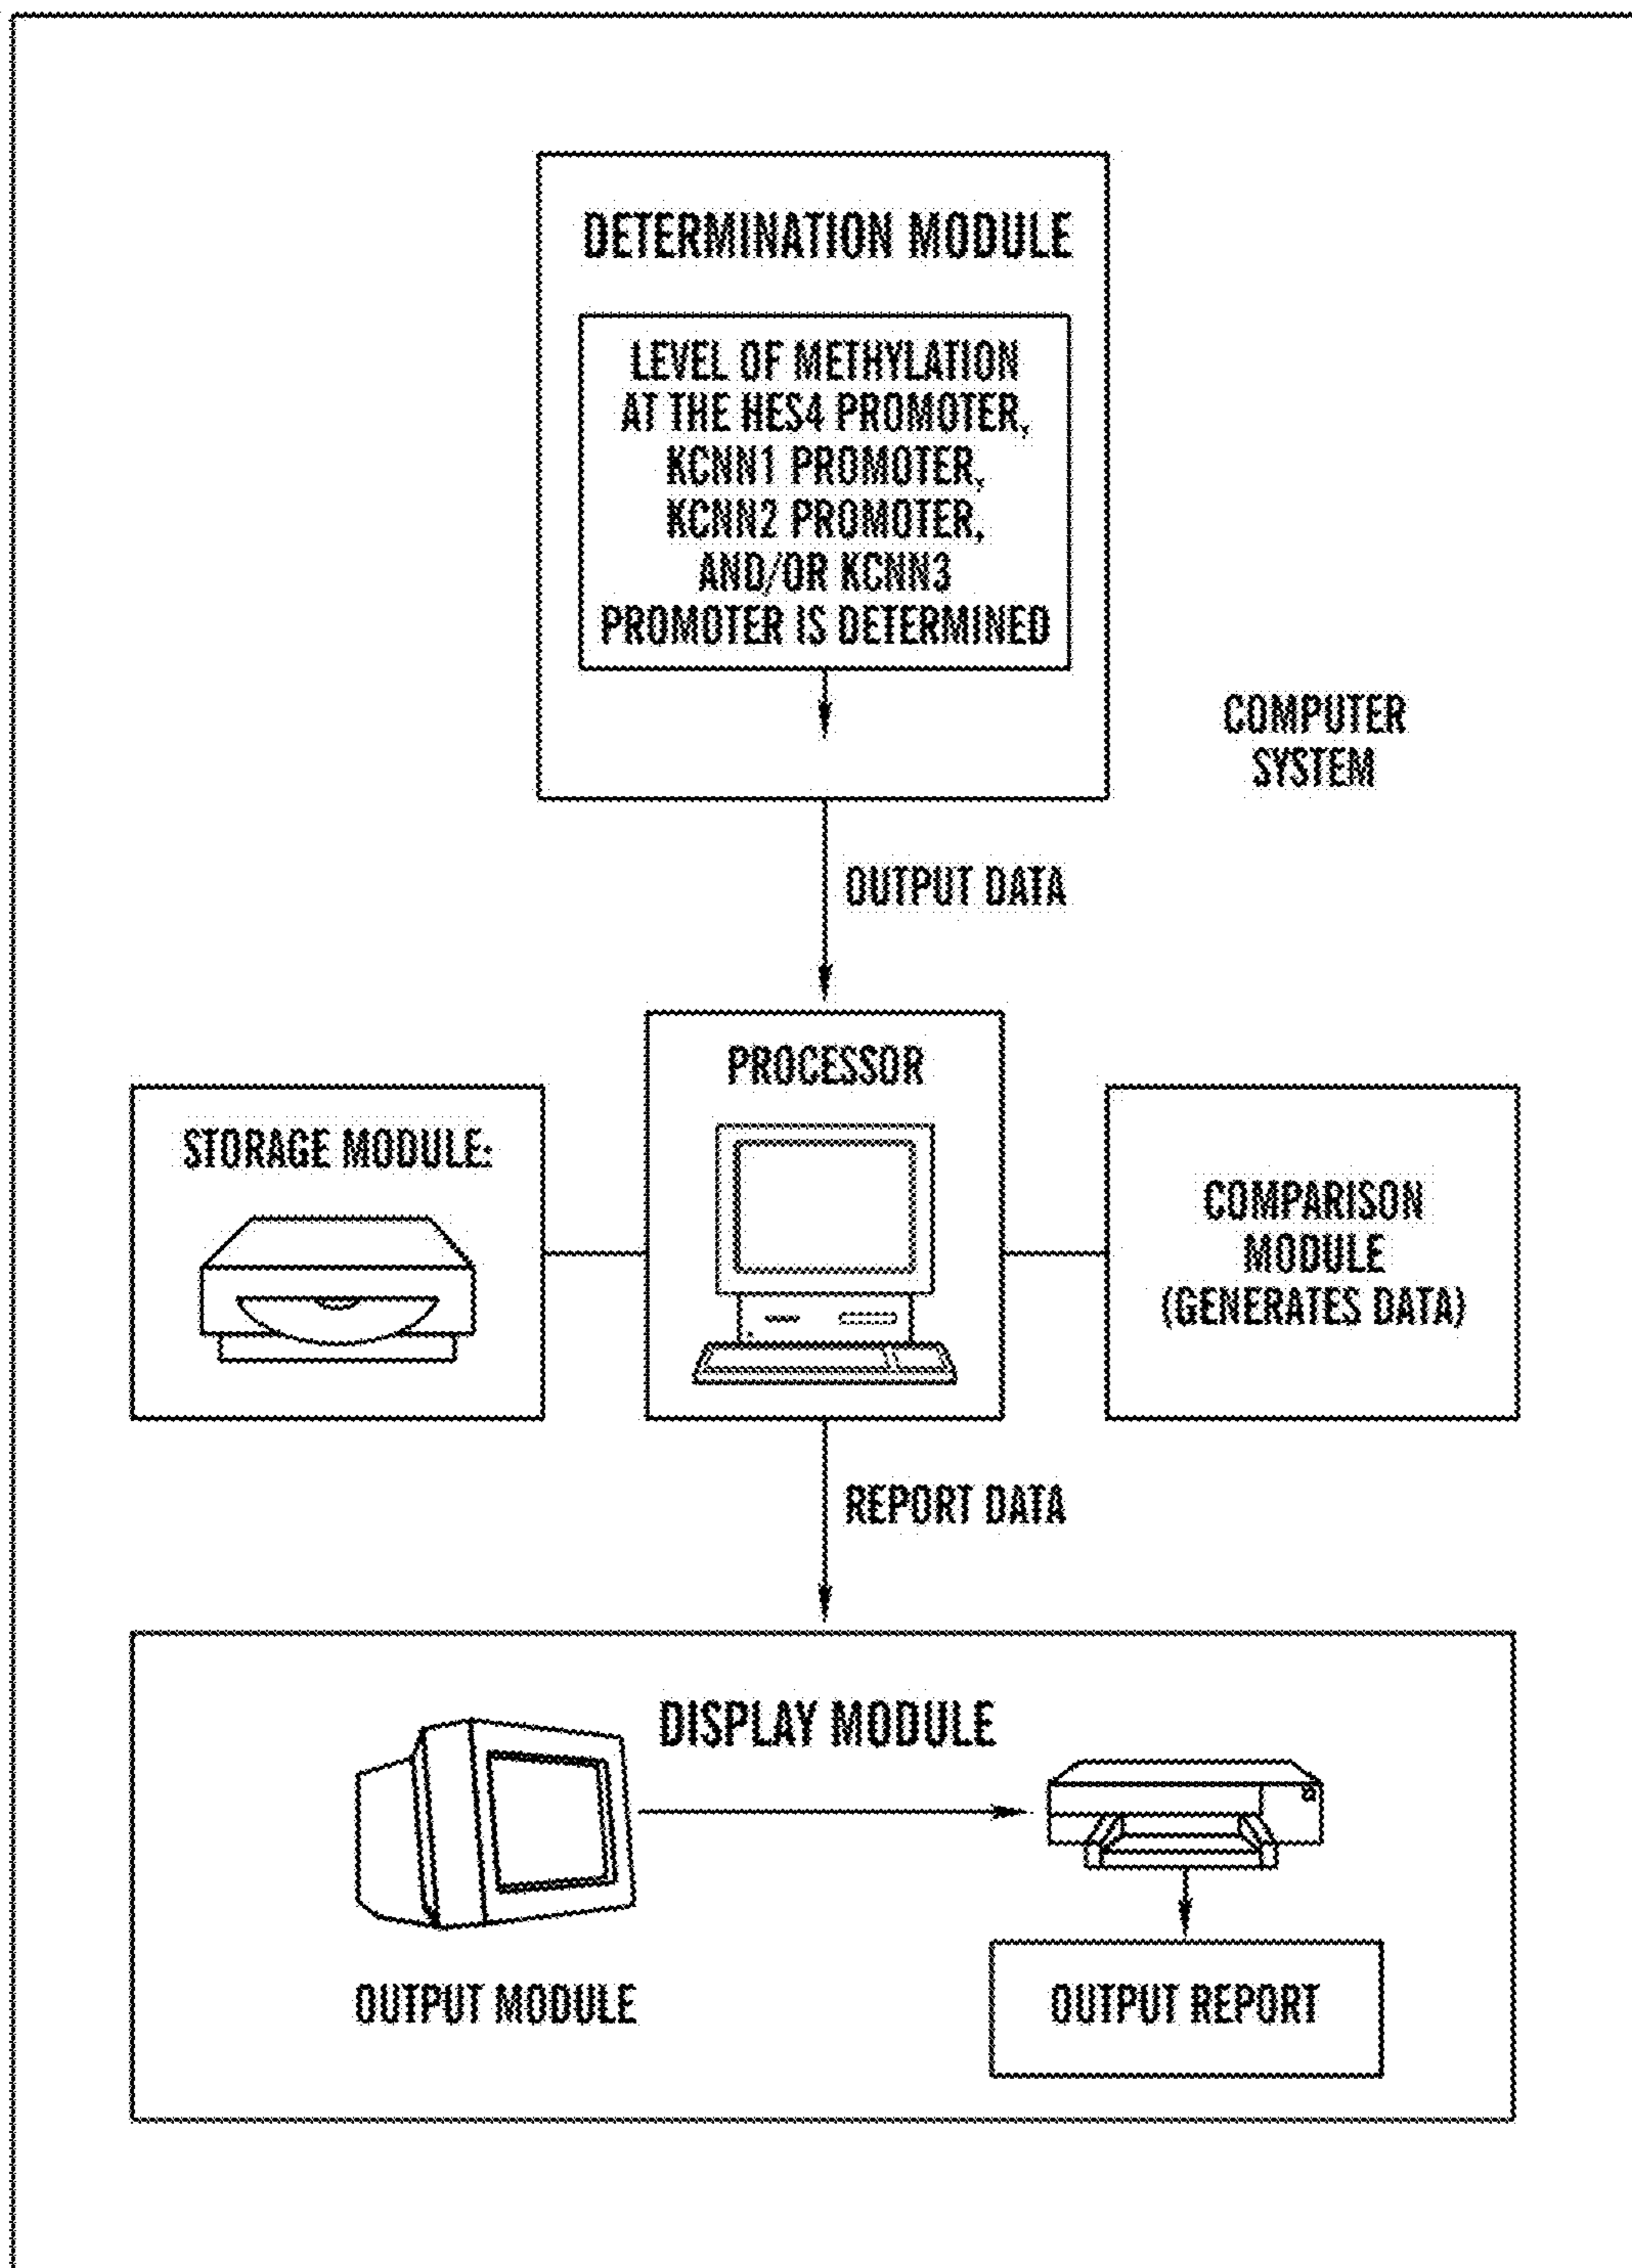 DETERMINATION MODULE
LEVEL OF METHYLATION
AT THE HES4 PROMOTER,
KCNN1 PROMOTER,
KCNN2 PROMOTER,
AND/OR KCNN3
PROMOTER IS DETERMINED
COMPUTER
SYSTEM
OUTPUT DATA
PROCESSOR
STORAGE MODULE:
COMPARISON
MODULE
(GENERATES DATA)
REPORT DATA
DISPLAY MODULE
OUTPUT MODULE
OUTPUT REPORT